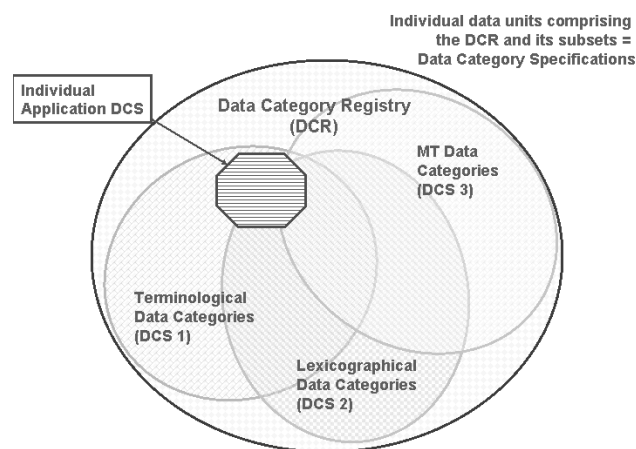 Individual data units comprising
the DCR and its subsets =
Data Category Specifications
Individual
Application DCS
Data Category Registry
(DCR)
MT Data
Categories
(DCS 3)
Terminological
Data Categories
(DCS 1)
Lexicographical
Data Categories
(DCS 2)